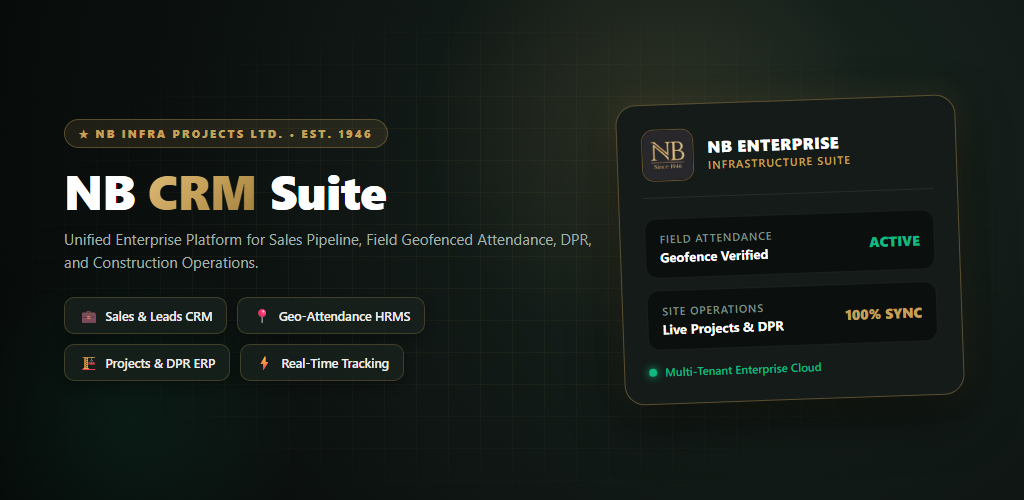 ★ NB INFRA PROJECTS LTD. • EST. 1946
NB CRM Suite
Unified Enterprise Platform for Sales Pipeline, Field Geofenced Attendance, DPR,
and Construction Operations.
Sales & Leads CRM
Geo-Attendance HRMS
Projects & DPR ERP
Real-Time Tracking
NB
Since 1946
NB ENTERPRISE
INFRASTRUCTURE SUITE
FIELD ATTENDANCE
Geofence Verified
ACTIVE
SITE OPERATIONS
Live Projects & DPR
100% SYNC
Multi-Tenant Enterprise Cloud